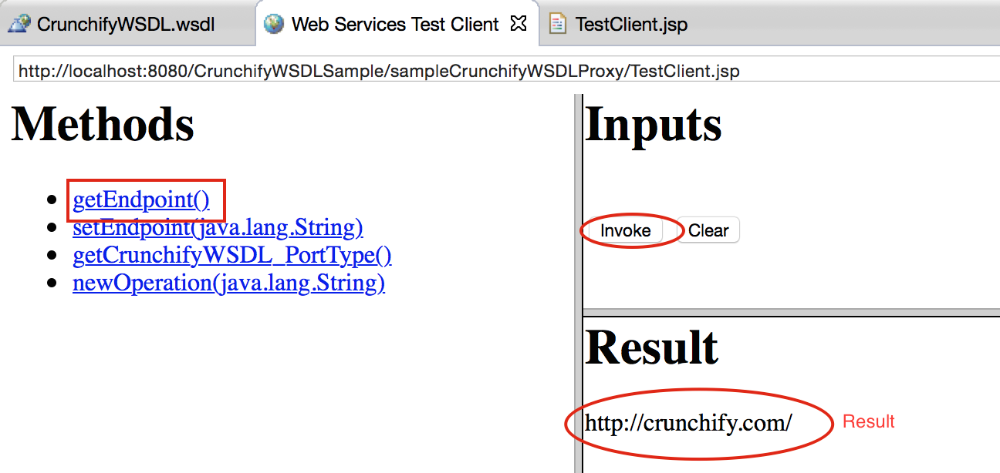 CrunchifyWSDL.wsdl
Web Services Test Client
TestClient.jsp
http://localhost:8080/CrunchifyWSDLSample/sampleCrunchifyWSDLProxy/TestClient.jsp
Methods
getEndpoint()
setEndpoint(java.lang.String)
getCrunchifyWSDL_PortType()
newOperation(java.lang.String)
Inputs
Invoke
Clear
Result
http://crunchify.com/
Result